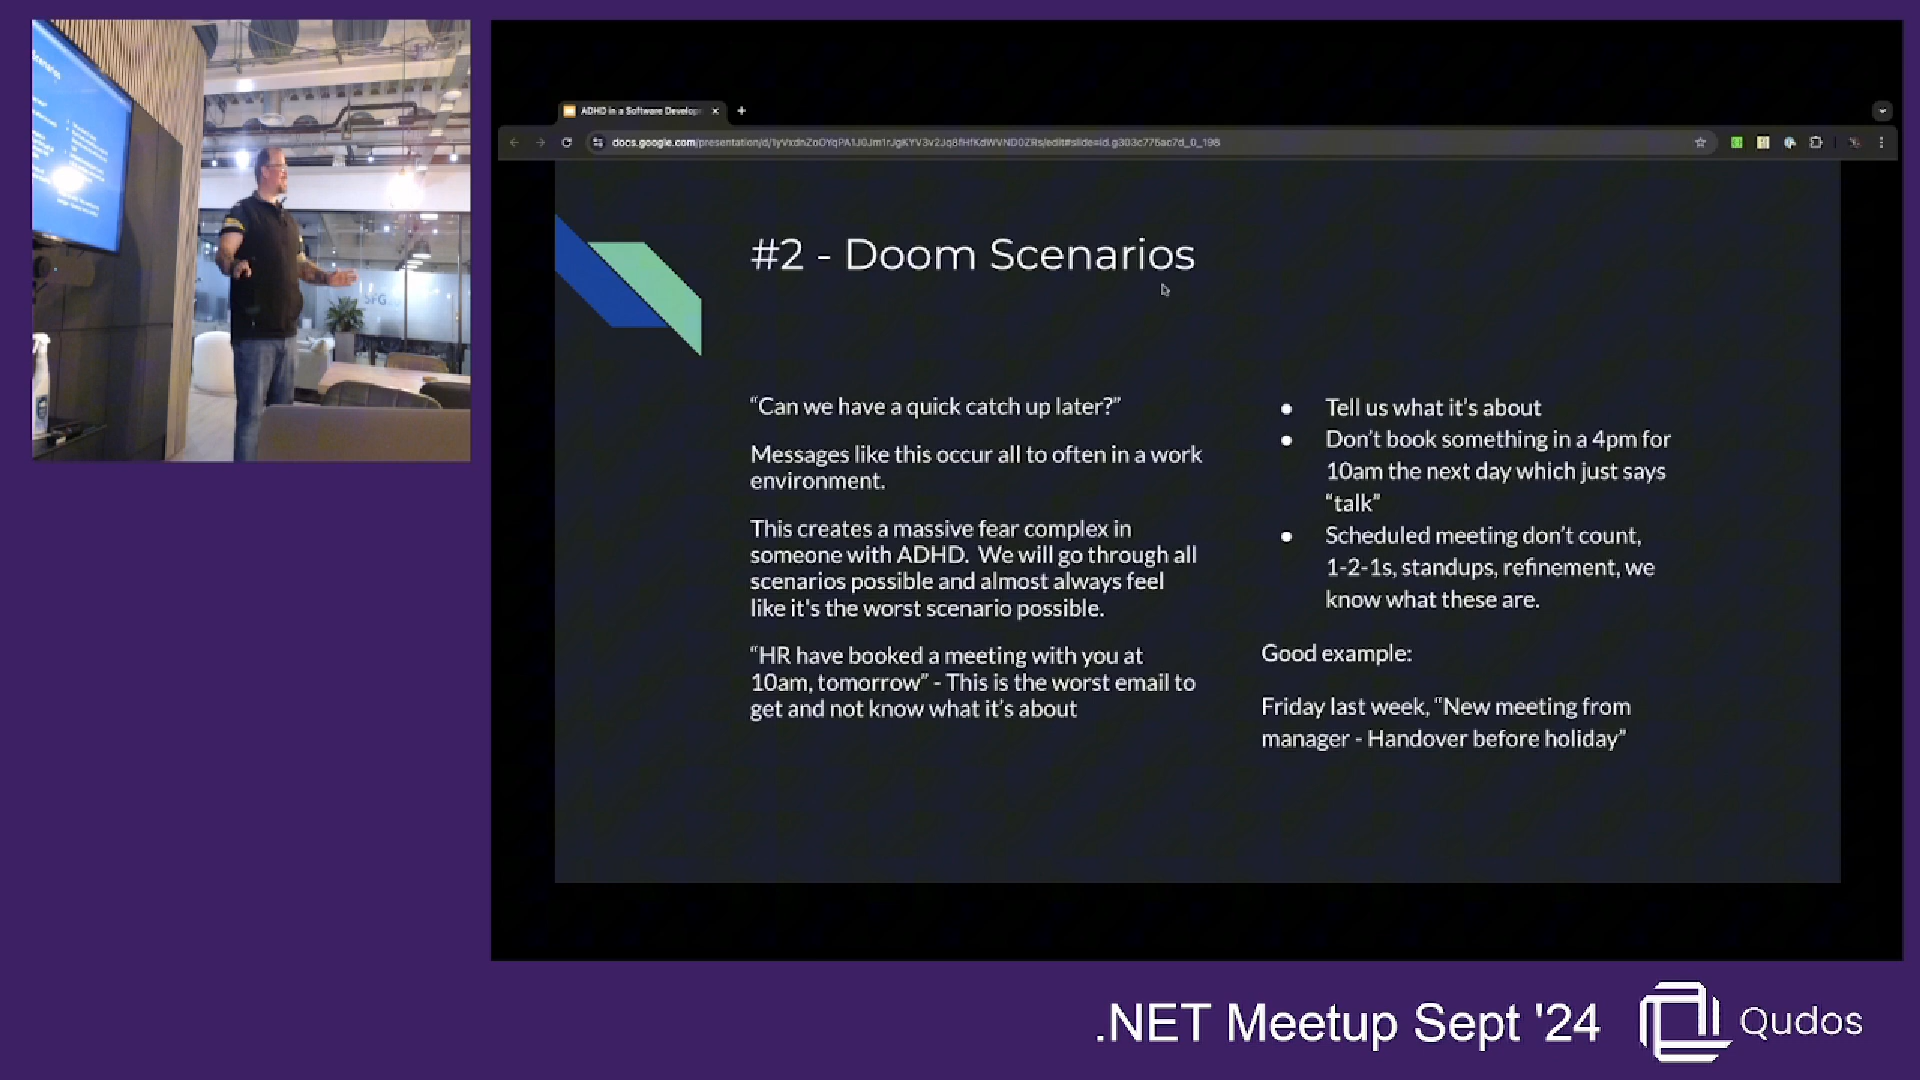 ADHD in a Software Develop
#2 - Doom Scenarios
“Can we have a quick catch up later?”
Messages like this occur all to often in a work
environment.
This creates a massive fear complex in
someone with ADHD.  We will go through all
scenarios possible and almost always feel
like it's the worst scenario possible.
“HR have booked a meeting with you at
10am, tomorrow” - This is the worst email to
get and not know what it’s about
● Tell us what it’s about
● Don’t book something in a 4pm for
10am the next day which just says
“talk”
● Scheduled meeting don’t count,
1-2-1s, standups, refinement, we
know what these are.
Good example:
Friday last week, “New meeting from
manager - Handover before holiday”
SFG
.NET Meetup Sept '24
Qudos